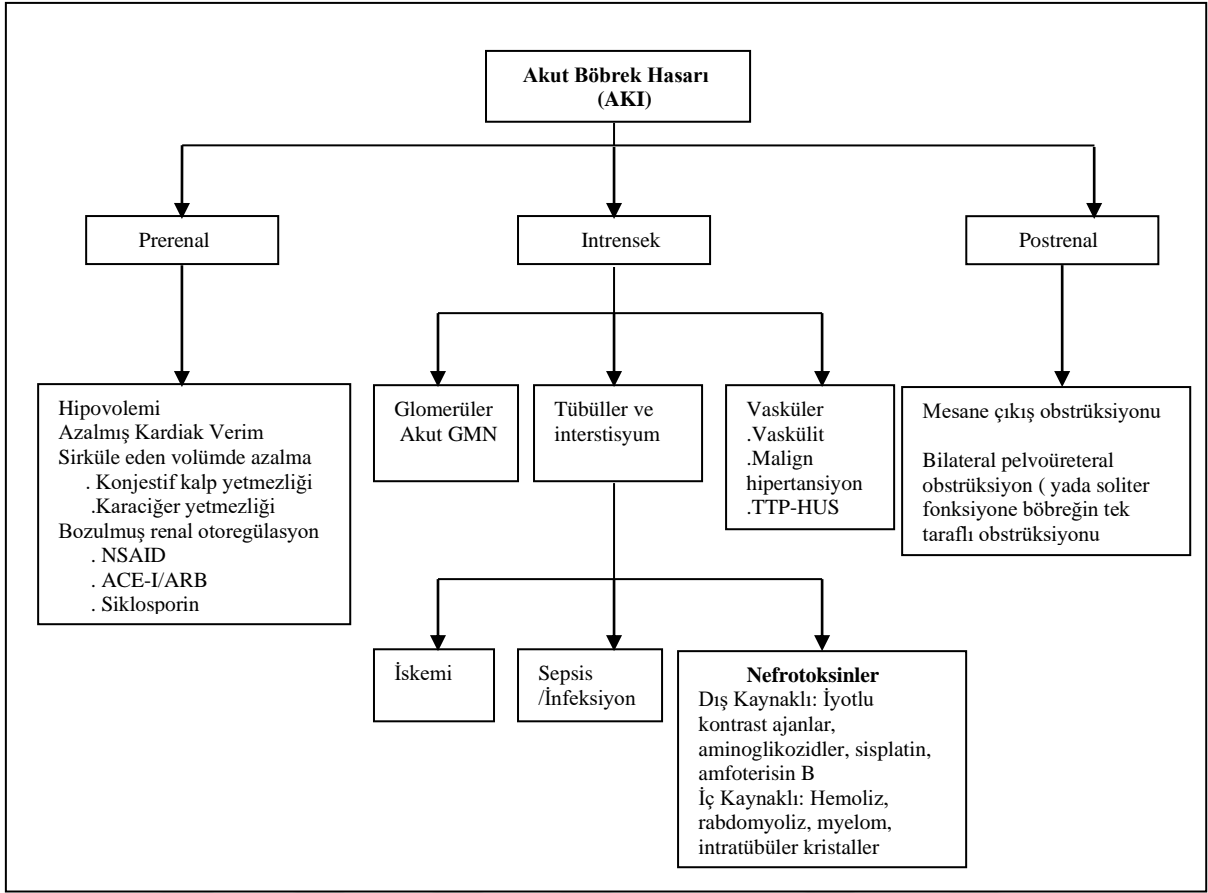 Akut Böbrek Hasarı
(AKI)
Prerenal
Intrensek
Postrenal
Hipovolemi
Azalmış Kardiak Verim
Sirküle eden volümde azalma
. Konjestif kalp yetmezliği
.Karaciğer yetmezliği
Bozulmuş renal otoregülasyon
. NSAID
. ACE-I/ARB
. Siklosporin
Glomerüler
Akut GMN
Tübüller ve
interstisyum
Vasküler
.Vaskülit
.Malign
hipertansiyon
.TTP-HUS
Mesane çıkış obstrüksiyonu
Bilateral pelvoüreteral
obstrüksiyon ( yada soliter
fonksiyone böbreğin tek
taraflı obstrüksiyonu
İskemi
Sepsis
/İnfeksiyon
Nefrotoksinler
Dış Kaynaklı: İyotlu
kontrast ajanlar,
aminoglikozidler, sisplatin,
amfoterisin B
İç Kaynaklı: Hemoliz,
rabdomyoliz, myelom,
intratübüler kristaller